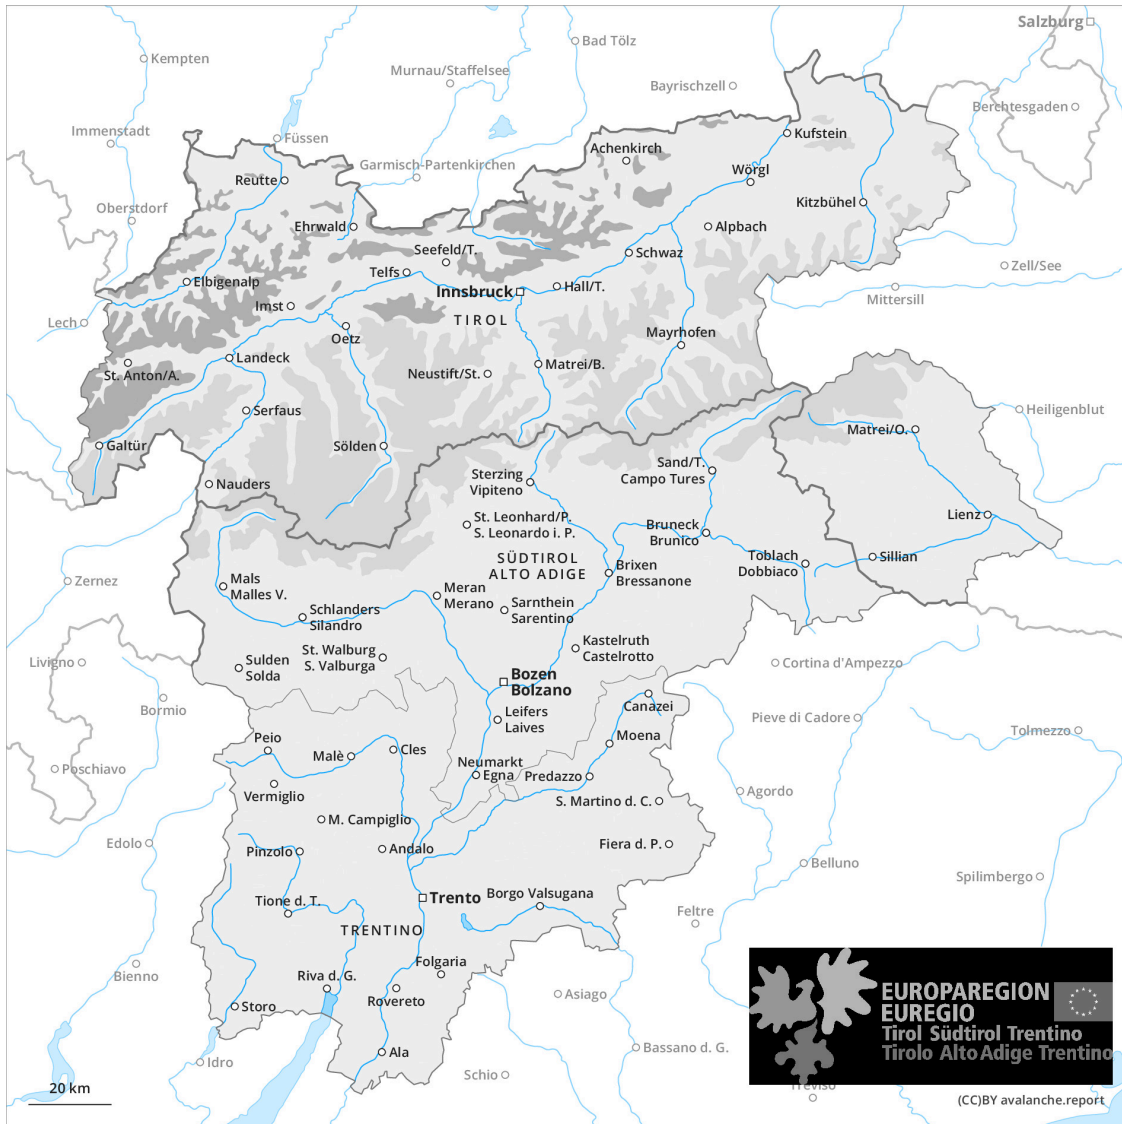 Salzburg
Bad Tölz
Kempten
Murnau/Staffelsee
Bayrischzell
Berchtesgaden
Immenstadt
Füssen
Kufstein
Achenkirch
Garmisch-Partenkirchen
Wörgl
Reutte
Oberstdorf
Kitzbühel
Ehrwald
Alpbach
Seefeld/T.
Schwaz
Zell/See
Telfs
Elbigenalp
Hall/T.
Innsbruck
Mittersill
Imst
TIROL
Lech
Oetz
Mayrhofen
Landeck
Matrei/B.
St. Anton/A.
Neustift/St.
Serfaus
Heiligenblut
Matrei/O.
Galtür
Sölden
Sand/T.
Campo Tures
Sterzing
Vipiteno
Nauders
Lienz
St. Leonhard/P.
S. Leonardo i. P.
Bruneck
Brunico
SÜDTIROL
ALTO ADIGE
Toblach
Dobbiaco
Sillian
Brixen
Bressanone
Zernez
Mals
Malles V.
Meran
Merano
Sarnthein
Sarentino
Schlanders
Silandro
Kastelruth
Castelrotto
St. Walburg
S. Valburga
Livigno
Sulden
Solda
Cortina d'Ampezzo
Bozen
Bolzano
Canazei
Bormio
Leifers
Laives
Pieve di Cadore
Tolmezzo
Moena
Peio
Cles
Malè
Neumarkt
Egna
Predazzo
Poschiavo
Vermiglio
Agordo
S. Martino d. C.
M. Campiglio
Edolo
Fiera d. P.
Andalo
Pinzolo
Belluno
Spilimbergo
Borgo Valsugana
Trento
Tione d. T.
Feltre
TRENTINO
Folgaria
Bienno
Riva d. G.
EUROPAREGION
EUREGIO
Tirol Südtirol Trentino
Tirolo Alto Adige Trentino
Asiago
Rovereto
Storo
Bassano d. G.
Ala
Idro
Schio
Treviso
20 km
(CC)BY avalanche.report